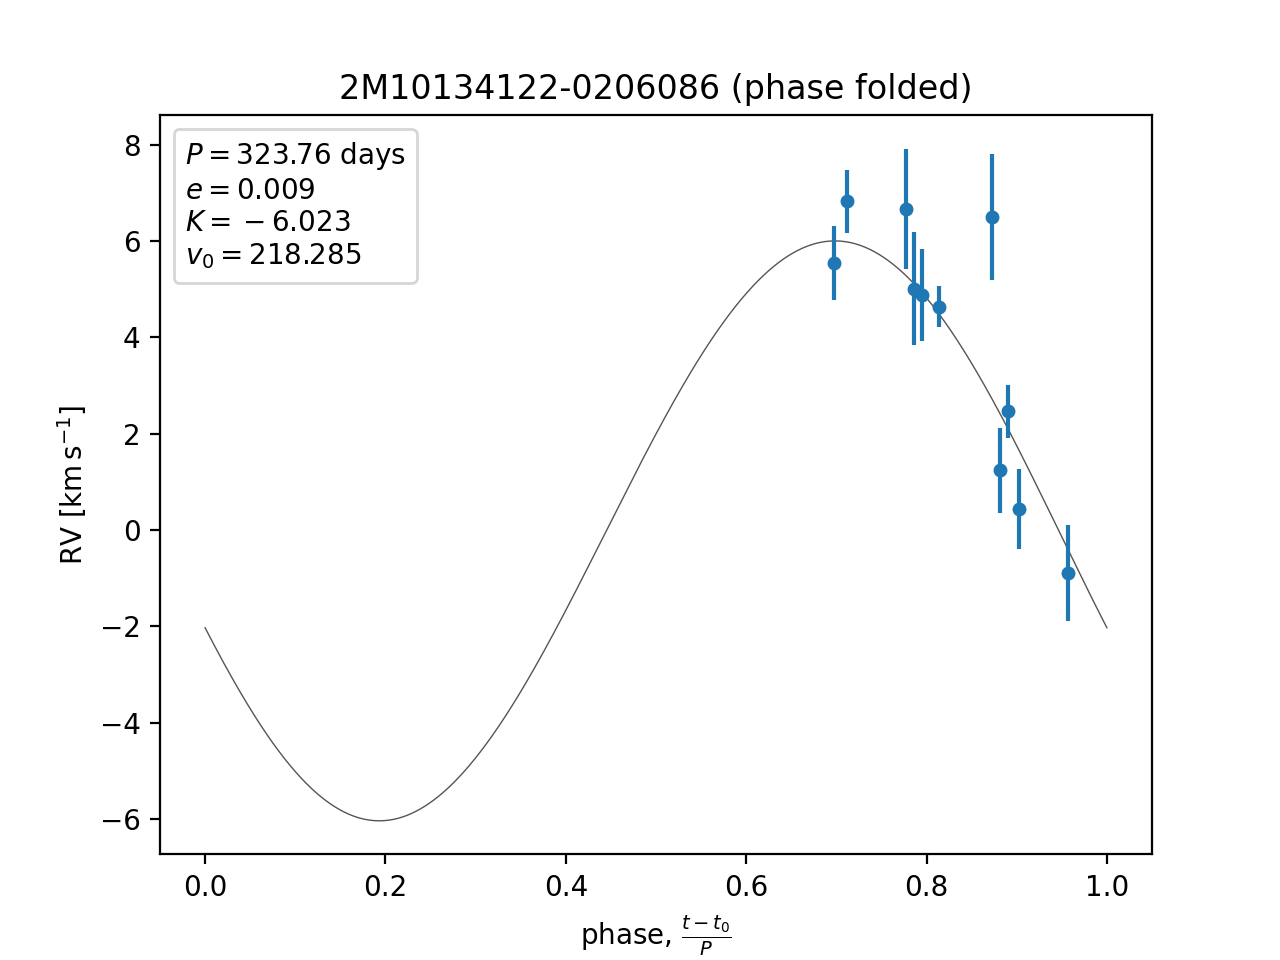 2M10134122-0206086 (phase folded)
P = 323.76 days
e = 0.009
K = −6.023
v₀ = 218.285
8
6
4
2
0
−2
−4
−6
RV [km s⁻¹]
0.0 0.2 0.4 0.6 0.8 1.0
phase, (t − t₀)/P